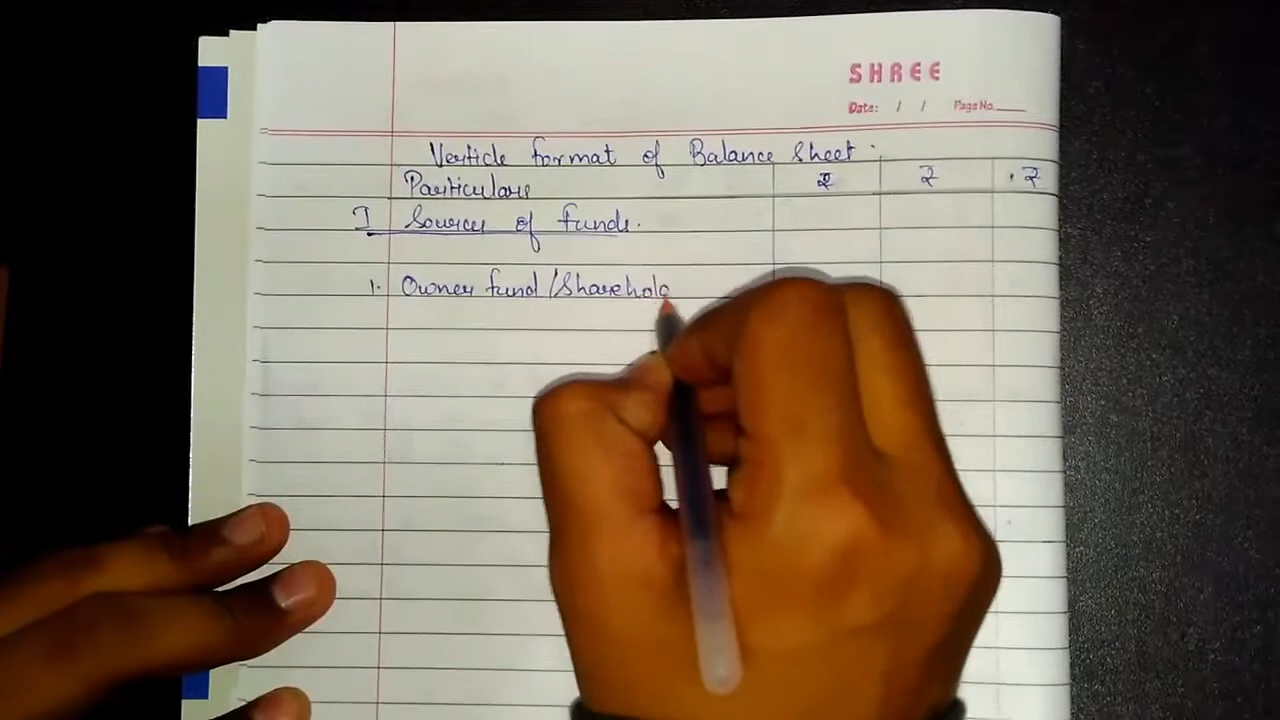 SHREE
Date: / / Page No.
Verticle format of Balance Sheet.
Particulars ₹ ₹ ₹
I Sources of funds.
1. Owner fund / Sharehold